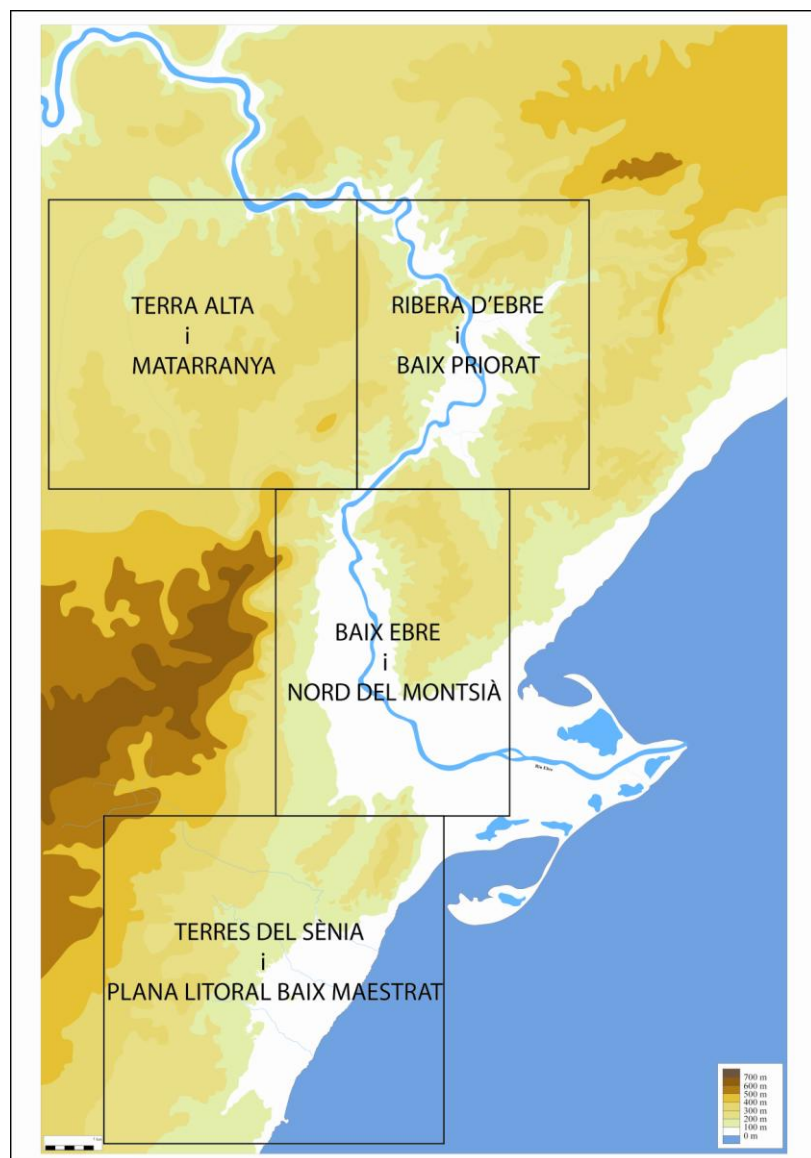 TERRA ALTA
i
MATARRANYA
RIBERA D'EBRE
i
BAIX PRIORAT
BAIX EBRE
i
NORD DEL MONTSIÀ
TERRES DEL SÈNIA
i
PLANA LITORAL BAIX MAESTRAT
700 m
600 m
500 m
400 m
300 m
200 m
100 m
0 m